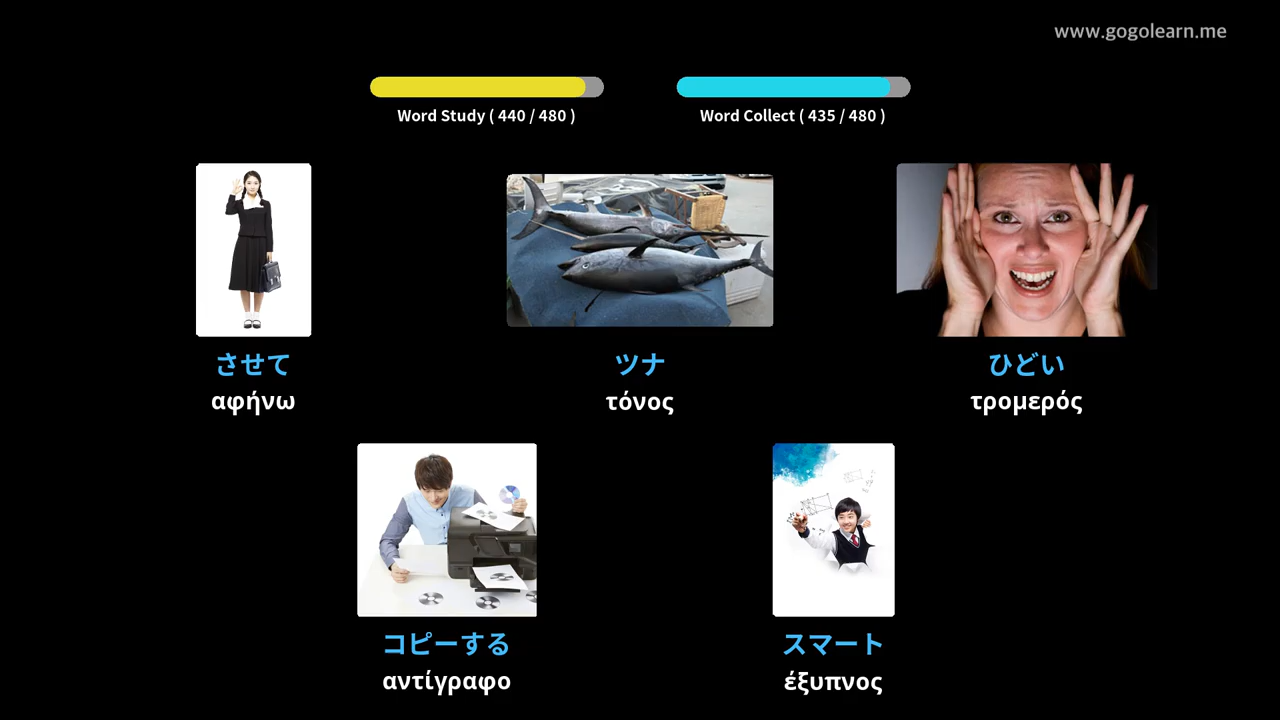 www.gogolearn.me
Word Study ( 440 / 480 )
Word Collect ( 435 / 480 )
させて
αφήνω
ツナ
τόνος
ひどい
τρομερός
コピーする
αντίγραφο
スマート
έξυπνος